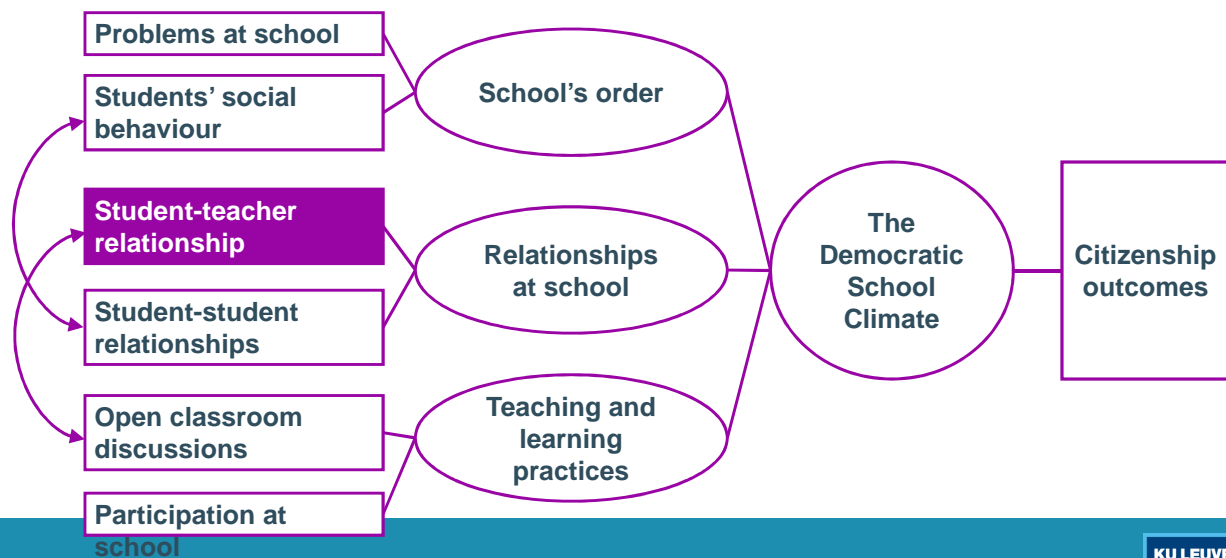 Problems at school
Students' social
behaviour
Student-teacher
relationship
Student-student
relationships
Open classroom
discussions
Participation at
school
School's order
Relationships
at school
Teaching and
learning
practices
The
Democratic
School
Climate
Citizenship
outcomes